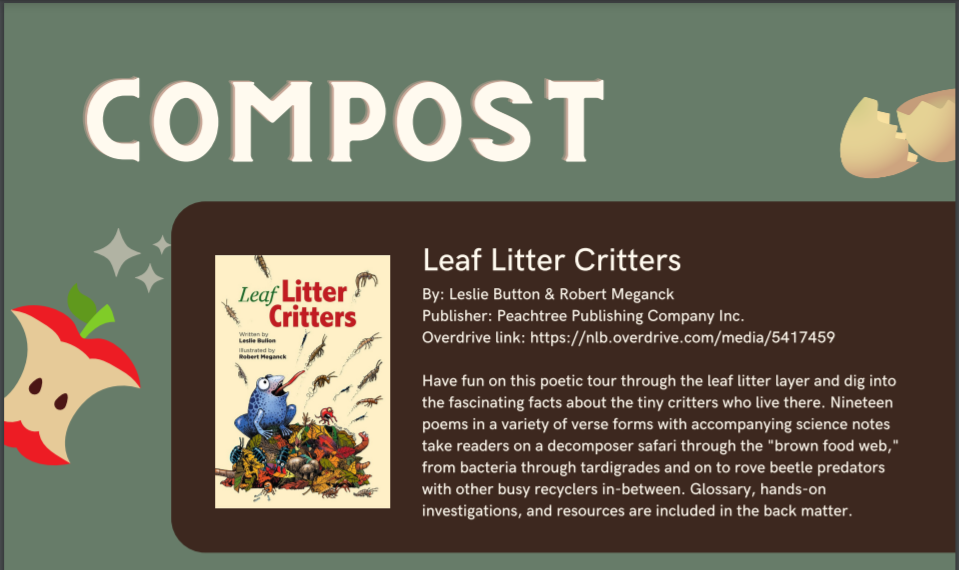 COMPOST
Leaf Litter
Critters
Written by
Leslie Bulion
Illustrated by
Robert Meganck
Leaf Litter Critters
By: Leslie Button & Robert Meganck
Publisher: Peachtree Publishing Company Inc.
Overdrive link: https://nlb.overdrive.com/media/5417459
Have fun on this poetic tour through the leaf litter layer and dig into
the fascinating facts about the tiny critters who live there. Nineteen
poems in a variety of verse forms with accompanying science notes
take readers on a decomposer safari through the "brown food web,"
from bacteria through tardigrades and on to rove beetle predators
with other busy recyclers in-between. Glossary, hands-on
investigations, and resources are included in the back matter.